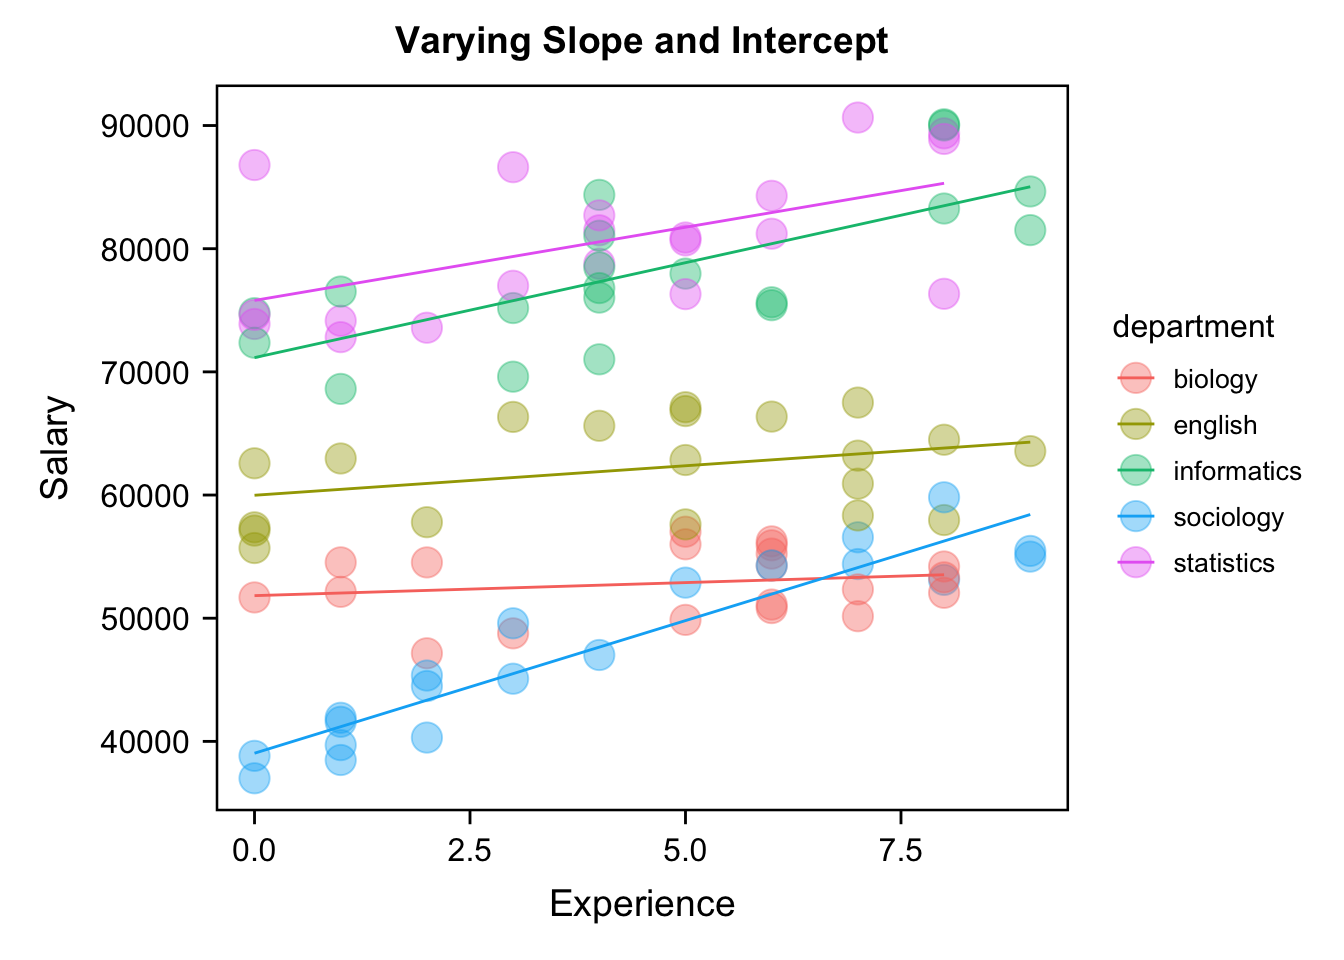 Varying Slope and Intercept
90000
80000
70000
60000
50000
40000
Salary
0.0 2.5 5.0 7.5
Experience
department
biology
english
informatics
sociology
statistics